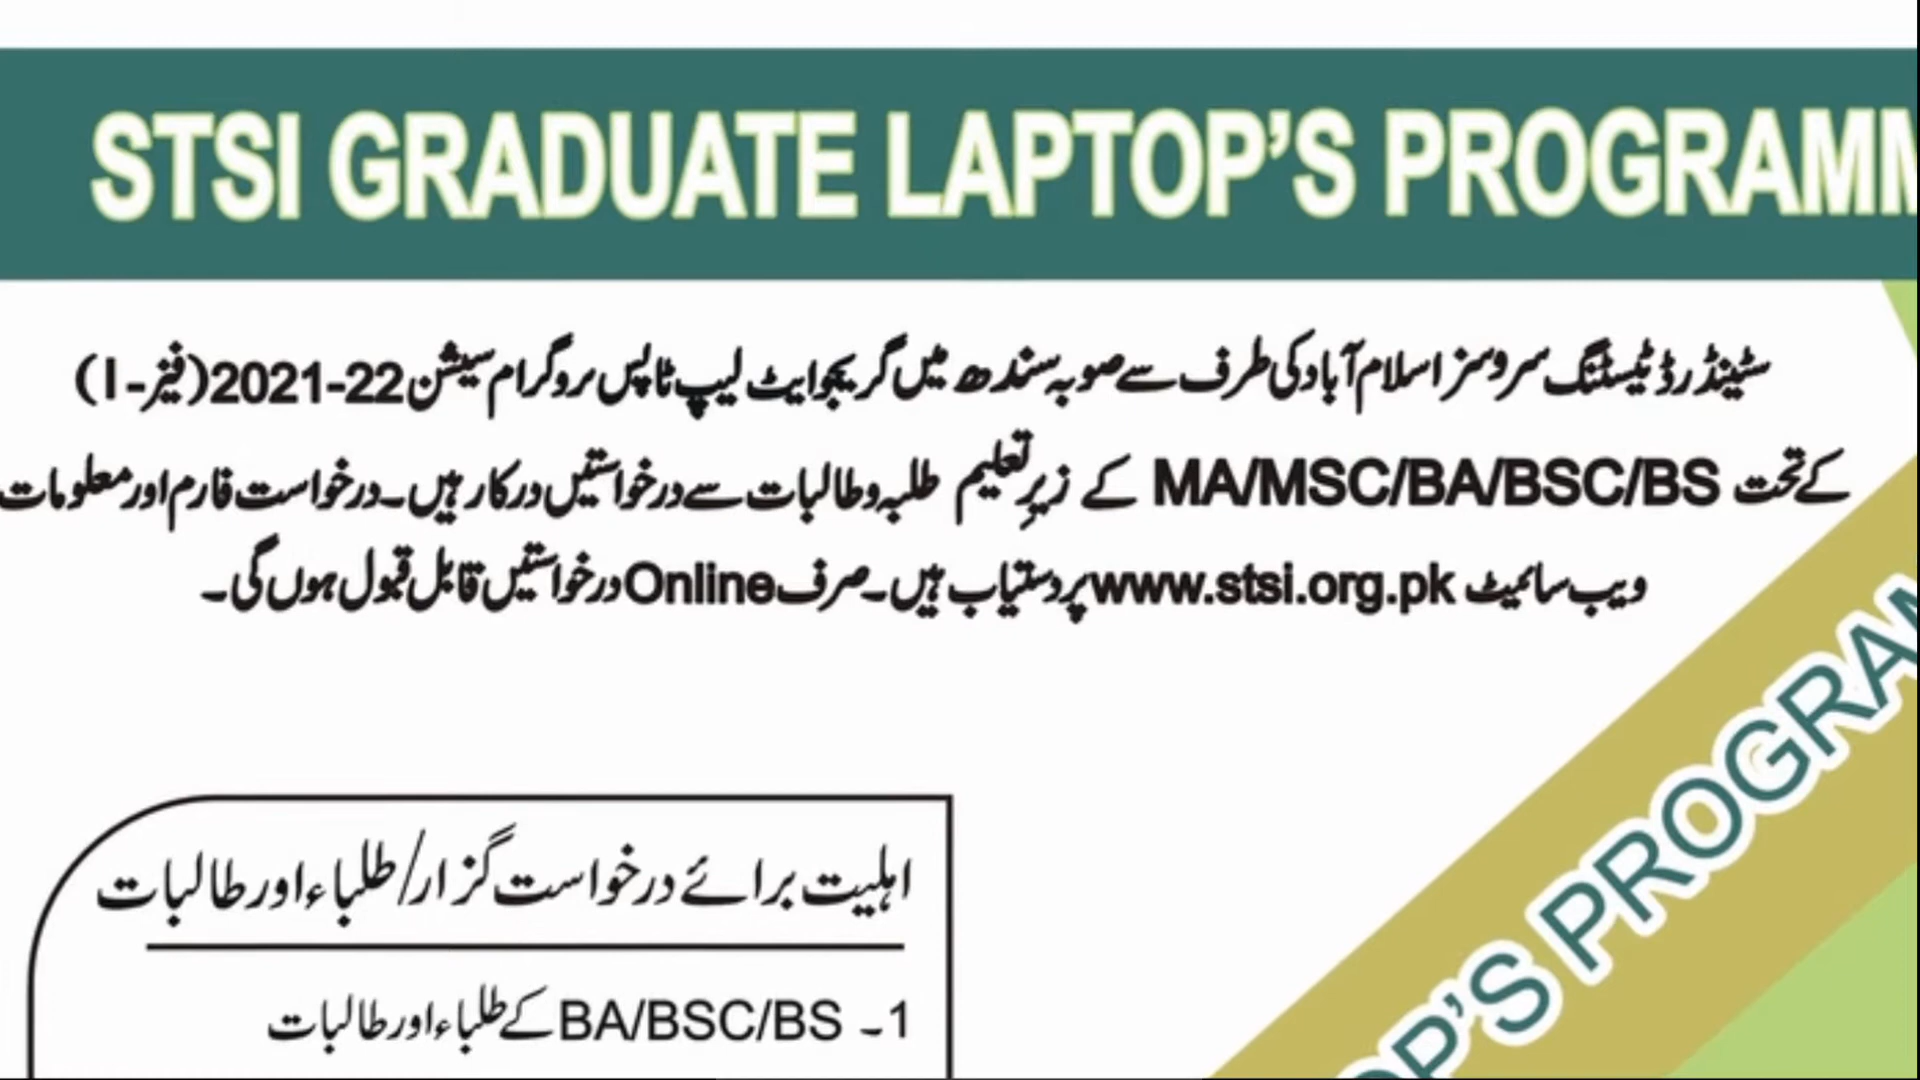 STSI GRADUATE LAPTOP'S PROGRAMM
سٹینڈرڈ ٹیسٹنگ سروسز اسلام آباد کی طرف سے صوبہ سندھ میں گریجوایٹ لیپ ٹاپس پروگرام سیشن 22-2021 (فیز - I)
کے تحت MA/MSC/BA/BSC/BS کے زیرِ تعلیم طلبہ و طالبات سے درخواستیں درکار ہیں۔ درخواست فارم اور معلومات
ویب سائیٹ www.stsi.org.pk پر دستیاب ہیں۔ صرف Online درخواستیں قابل قبول ہوں گی۔
اہلیت برائے درخواست گزار/طلباء اور طالبات
1۔ BA/BSC/BS کے طلباء اور طالبات
OP'S PROGRAM